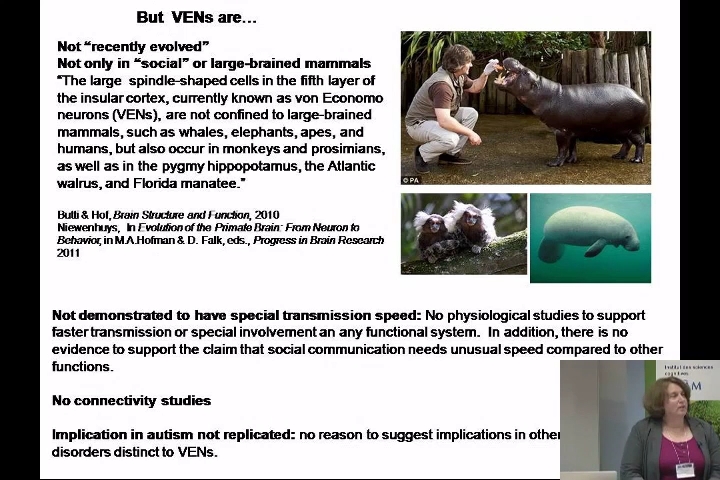 But VENs are…
Not “recently evolved”
Not only in “social” or large-brained mammals
“The large spindle-shaped cells in the fifth layer of
the insular cortex, currently known as von Economo
neurons (VENs), are not confined to large-brained
mammals, such as whales, elephants, apes, and
humans, but also occur in monkeys and prosimians,
as well as in the pygmy hippopotamus, the Atlantic
walrus, and Florida manatee.”
Butti & Hof, Brain Structure and Function, 2010
Niewenhuys, In Evolution of the Primate Brain: From Neuron to
Behavior, in M.A.Hofman & D. Falk, eds., Progress in Brain Research
2011
© PA
Not demonstrated to have special transmission speed: No physiological studies to support
faster transmission or special involvement an any functional system. In addition, there is no
evidence to support the claim that social communication needs unusual speed compared to other
functions.
No connectivity studies
Implication in autism not replicated: no reason to suggest implications in other
disorders distinct to VENs.
Institut des sciences
cognitives